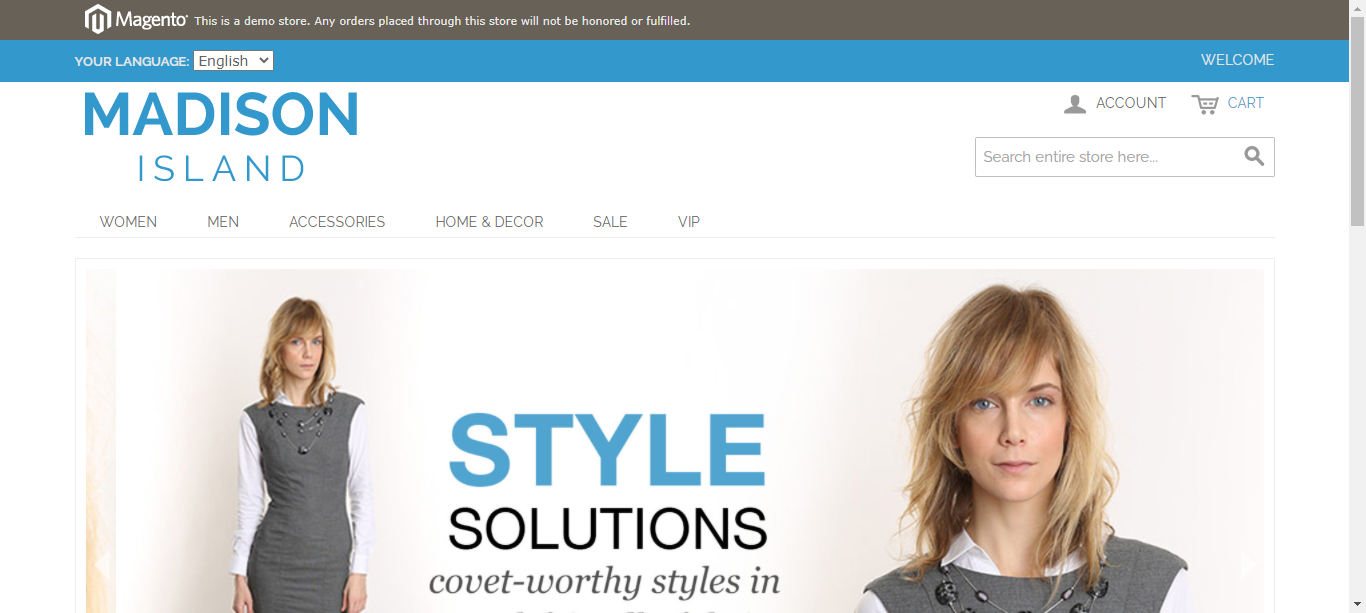 Magento This is a demo store. Any orders placed through this store will not be honored or fulfilled.
YOUR LANGUAGE: English WELCOME
MADISON
ISLAND
ACCOUNT CART
Search entire store here...
WOMEN MEN ACCESSORIES HOME & DECOR SALE VIP
STYLE
SOLUTIONS
covet-worthy styles in